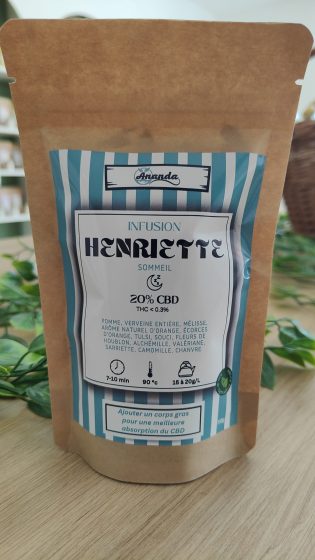 Ananda
INFUSION
HENRIETTE
SOMMEIL
20% CBD
THC < 0.3%
POMME, VERVEINE ENTIÈRE, MÉLISSE,
ARÔME NATUREL D'ORANGE, ÉCORCES
D'ORANGE, TULSI, SOUCI, FLEURS DE
HOUBLON, ALCHÉMILLE, VALÉRIANE,
SARRIETTE, CAMOMILLE, CHANVRE
7-10 min 90 °c 15 à 20g/L
Ajouter un corps gras
pour une meilleure
absorption du CBD